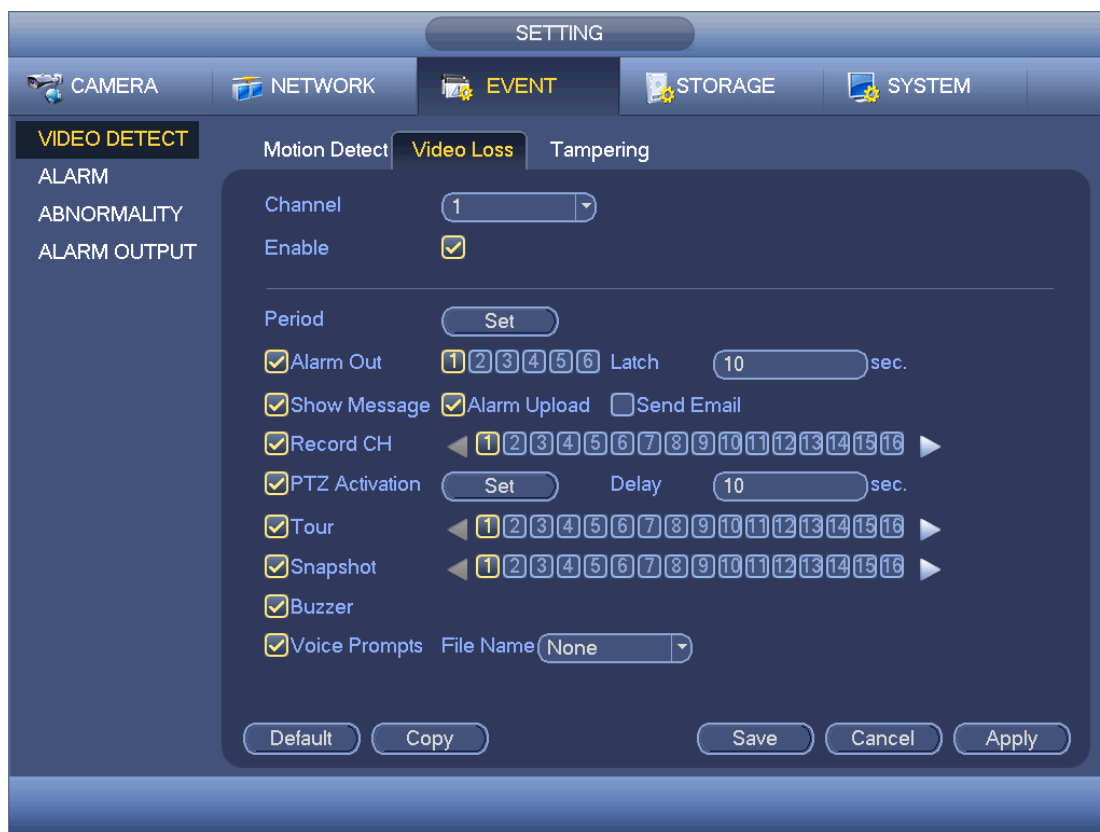 SETTING
CAMERA NETWORK EVENT STORAGE SYSTEM
VIDEO DETECT
ALARM
ABNORMALITY
ALARM OUTPUT
Motion Detect Video Loss Tampering
Channel 1
Enable
Period Set
Alarm Out 1 2 3 4 5 6 Latch 10 sec.
Show Message Alarm Upload Send Email
Record CH 1 2 3 4 5 6 7 8 9 10 11 12 13 14 15 16
PTZ Activation Set Delay 10 sec.
Tour 1 2 3 4 5 6 7 8 9 10 11 12 13 14 15 16
Snapshot 1 2 3 4 5 6 7 8 9 10 11 12 13 14 15 16
Buzzer
Voice Prompts File Name None
Default Copy Save Cancel Apply